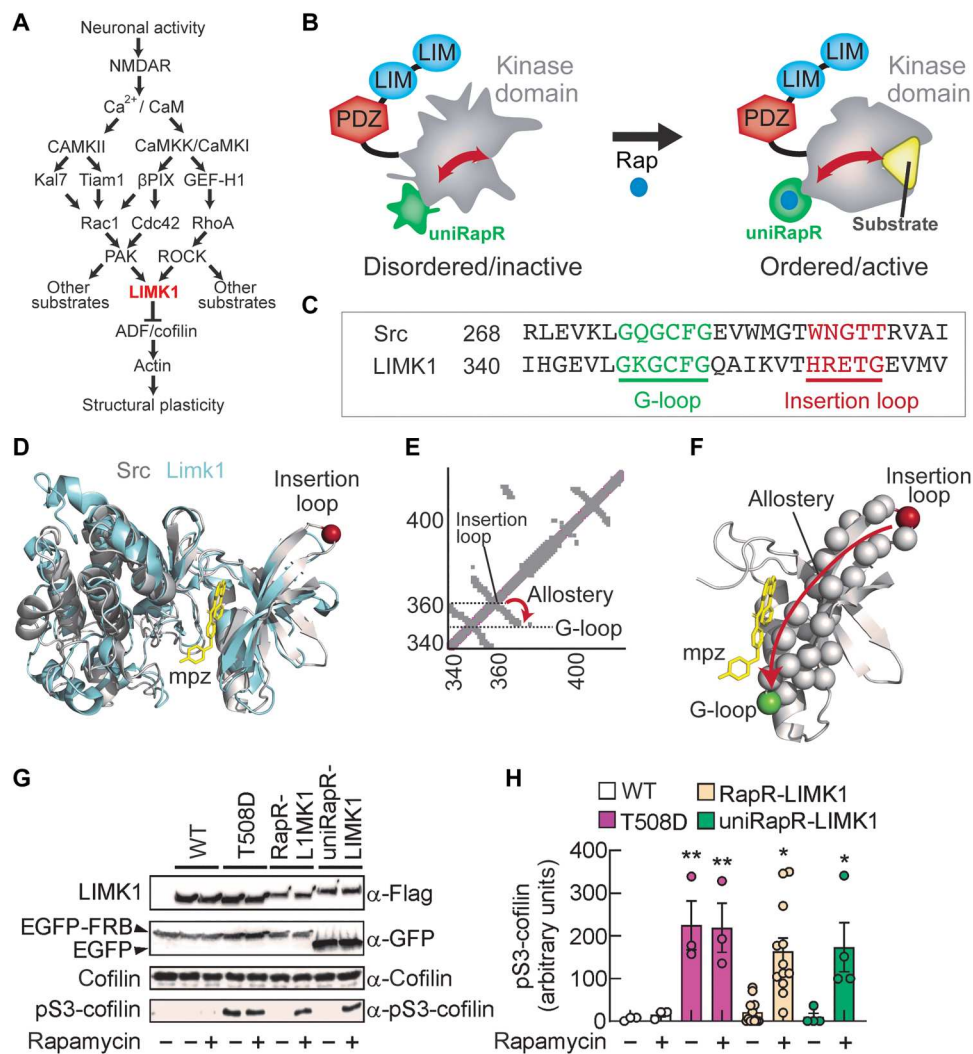 A
Neuronal activity
NMDAR
Ca2+/ CaM
CAMKII CaMKK/CaMKI
Kal7 Tiam1 βPIX GEF-H1
Rac1 Cdc42 RhoA
PAK ROCK
Other substrates LIMK1 Other substrates
ADF/cofilin
Actin
Structural plasticity
B
LIM
LIM
PDZ
Kinase domain
uniRapR
Disordered/inactive
Rap
LIM
LIM
PDZ
Kinase domain
uniRapR
Substrate
Ordered/active
C
Src 268 RLEVKLGQGCFGEVWMGTWNGTTRVAI
LIMK1 340 IHGEVLGKGCFGQAIKVTHRETGEVMV
G-loop Insertion loop
D
Src Limk1
Insertion loop
mpz
E
400
360
340
Insertion loop
Allostery
G-loop
340 360 400
F
Allostery
Insertion loop
mpz
G-loop
G
WT T508D RapR-L1MK1 uniRapR-LIMK1
LIMK1 α-Flag
EGFP-FRB
EGFP
α-GFP
Cofilin α-Cofilin
pS3-cofilin α-pS3-cofilin
Rapamycin – + – + – + – +
H
WT RapR-LIMK1
T508D uniRapR-LIMK1
pS3-cofilin (arbitrary units)
400
300
200
100
0
** ** * *
Rapamycin – + – + – + – +